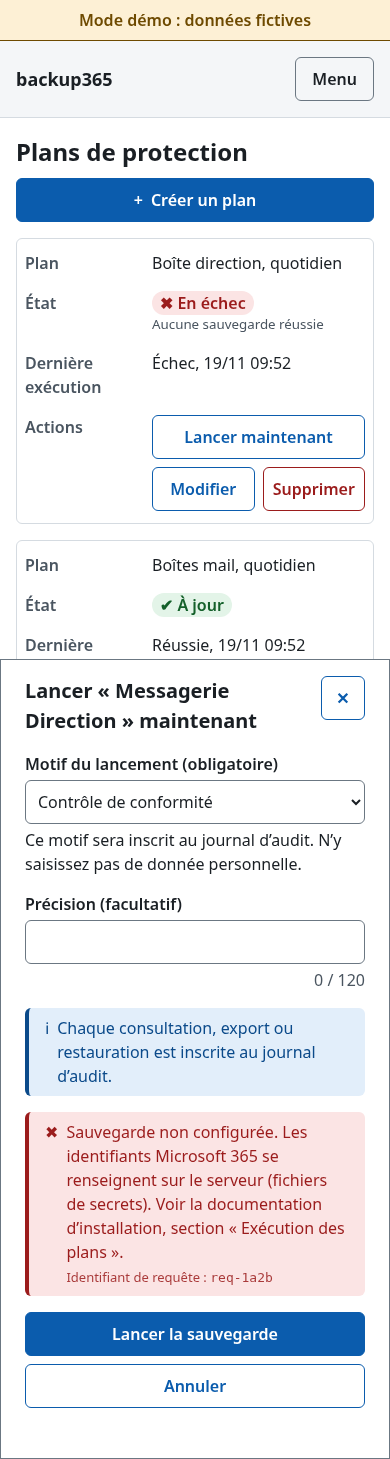 Mode démo : données fictives
backup365
Menu
Plans de protection
+ Créer un plan
Plan
Boîte direction, quotidien
État
✖ En échec
Aucune sauvegarde réussie
Dernière
exécution
Échec, 19/11 09:52
Actions
Lancer maintenant
Modifier
Supprimer
Plan
Boîtes mail, quotidien
État
✔ À jour
Dernière
Réussie, 19/11 09:52
Lancer « Messagerie
Direction » maintenant
✕
Motif du lancement (obligatoire)
Contrôle de conformité
Ce motif sera inscrit au journal d’audit. N’y
saisissez pas de donnée personnelle.
Précision (facultatif)
0 / 120
i Chaque consultation, export ou
restauration est inscrite au journal
d’audit.
✖ Sauvegarde non configurée. Les
identifiants Microsoft 365 se
renseignent sur le serveur (fichiers
de secrets). Voir la documentation
d’installation, section « Exécution des
plans ».
Identifiant de requête : req-1a2b
Lancer la sauvegarde
Annuler